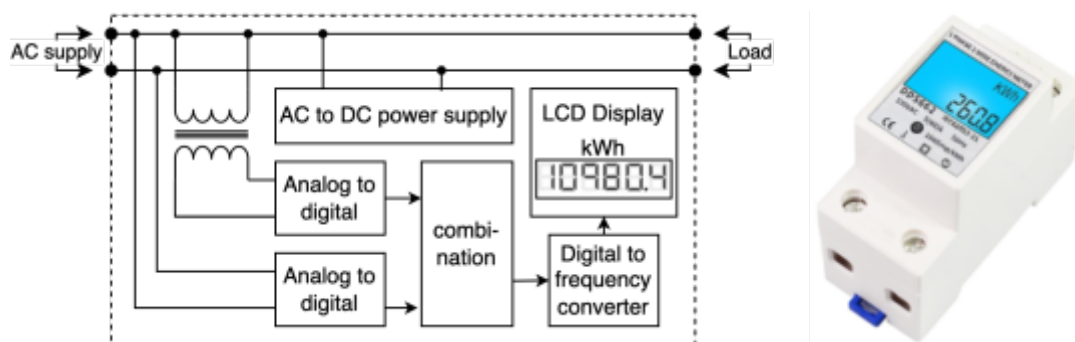 AC supply
Load
AC to DC power supply
LCD Display
kWh
10980.4
Analog to
digital
combi-
nation
Analog to
digital
Digital to
frequency
converter
kWh
260.8
CE